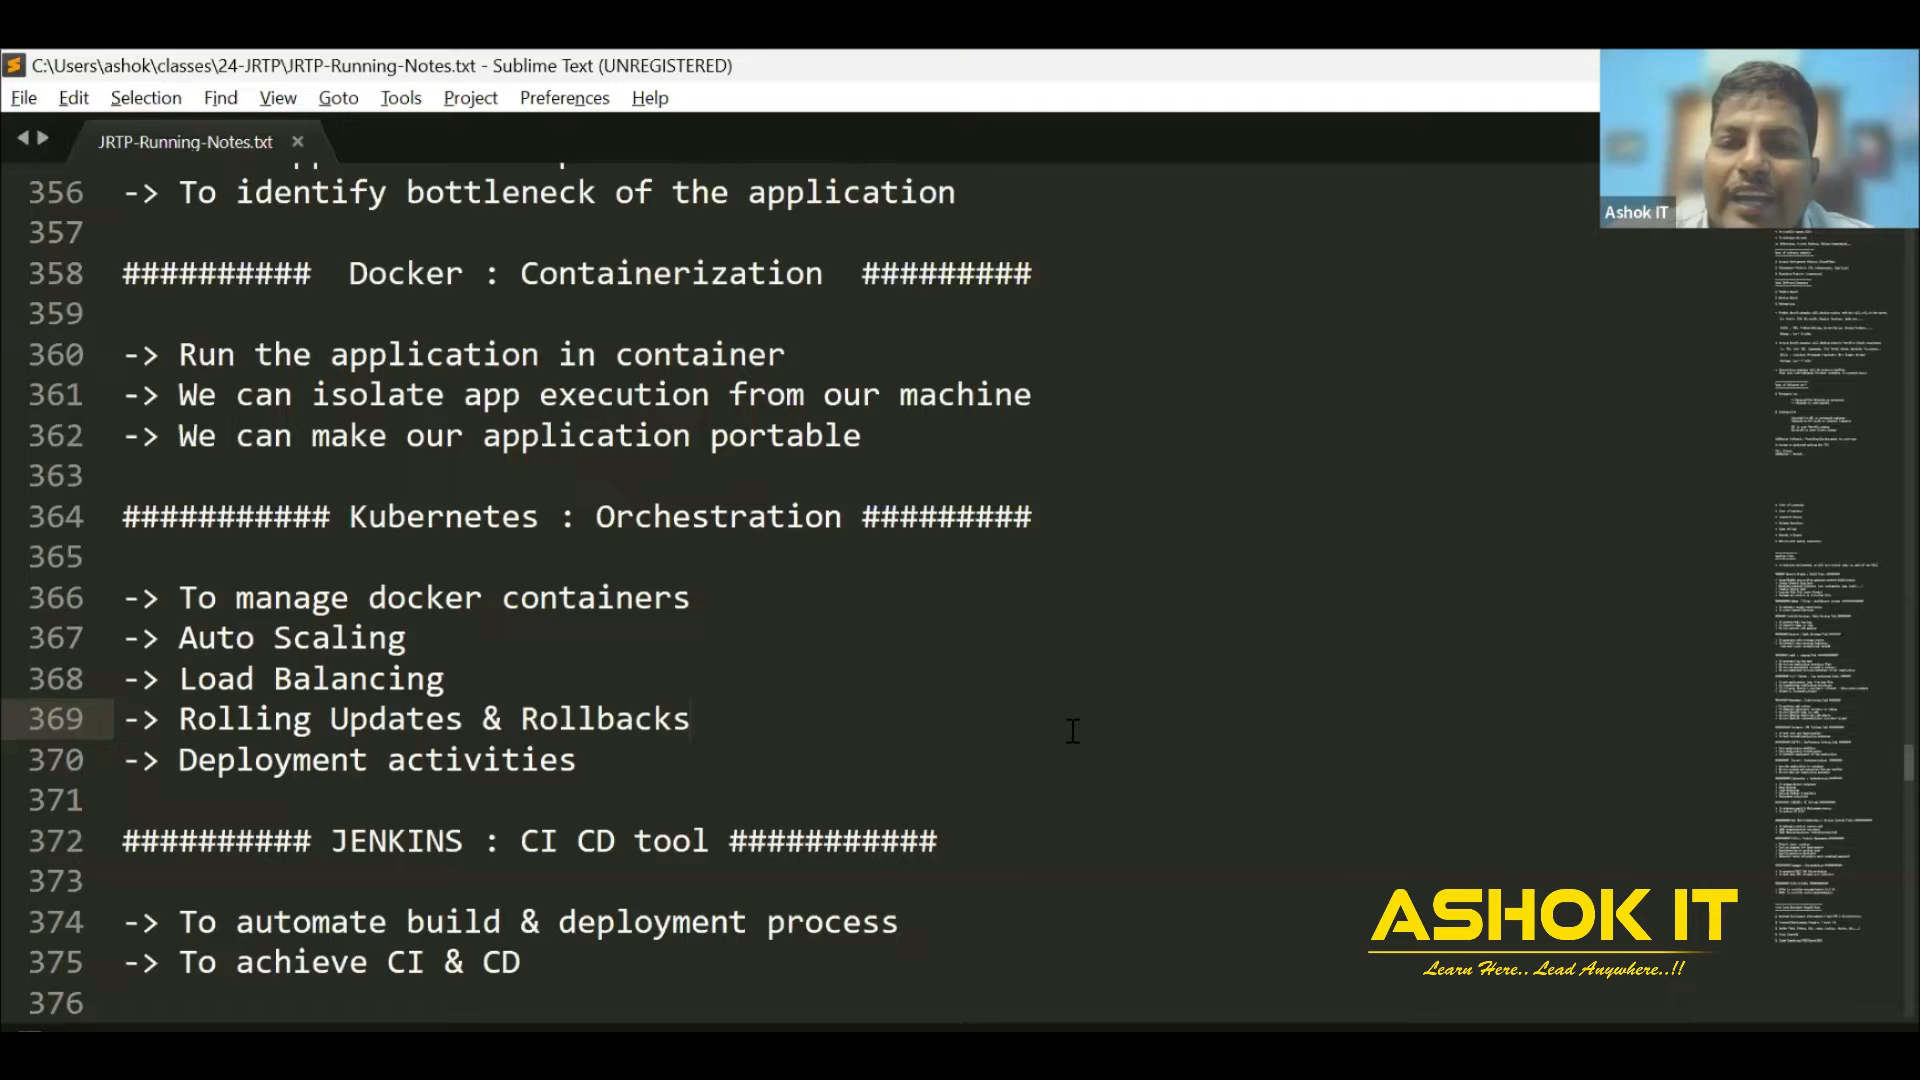 C:\Users\ashok\classes\24-JRTP\JRTP-Running-Notes.txt - Sublime Text (UNREGISTERED)
File Edit Selection Find View Goto Tools Project Preferences Help
JRTP-Running-Notes.txt ×
Ashok IT
356 -> To identify bottleneck of the application
357
358 ########## Docker : Containerization #########
359
360 -> Run the application in container
361 -> We can isolate app execution from our machine
362 -> We can make our application portable
363
364 ########### Kubernetes : Orchestration #########
365
366 -> To manage docker containers
367 -> Auto Scaling
368 -> Load Balancing
369 -> Rolling Updates & Rollbacks
370 -> Deployment activities
371
372 ########## JENKINS : CI CD tool ###########
373
374 -> To automate build & deployment process
375 -> To achieve CI & CD
376
ASHOK IT
Learn Here.. Lead Anywhere..!!